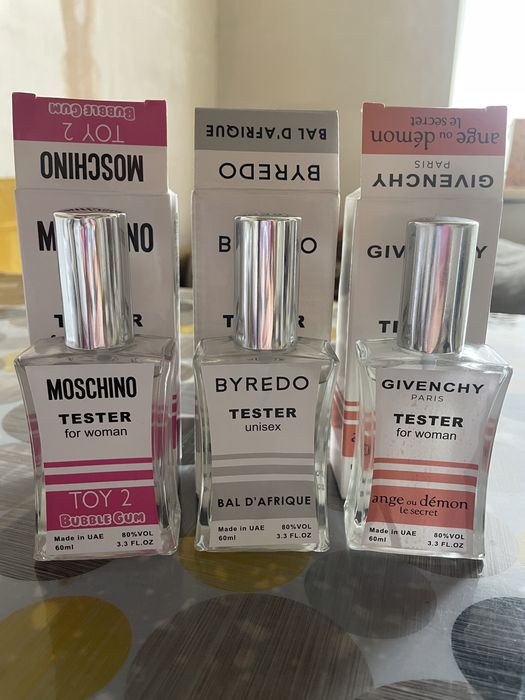 TOY 2
BUBBLE GUM
MOSCHINO
BAL D'AFRIQUE
BYREDO
ange ou démon
le secret
GIVENCHY
PARIS
MOSCHINO
TESTER
for woman
TOY 2
BUBBLE GUM
Made in UAE 80%VOL
60ml 3.3 FL.OZ
BYREDO
TESTER
unisex
BAL D'AFRIQUE
Made in UAE 80%VOL
60ml 3.3 FL.OZ
GIVENCHY
PARIS
TESTER
for woman
ange ou démon
le secret
Made in UAE 80%VOL
60ml 3.3 FL.OZ